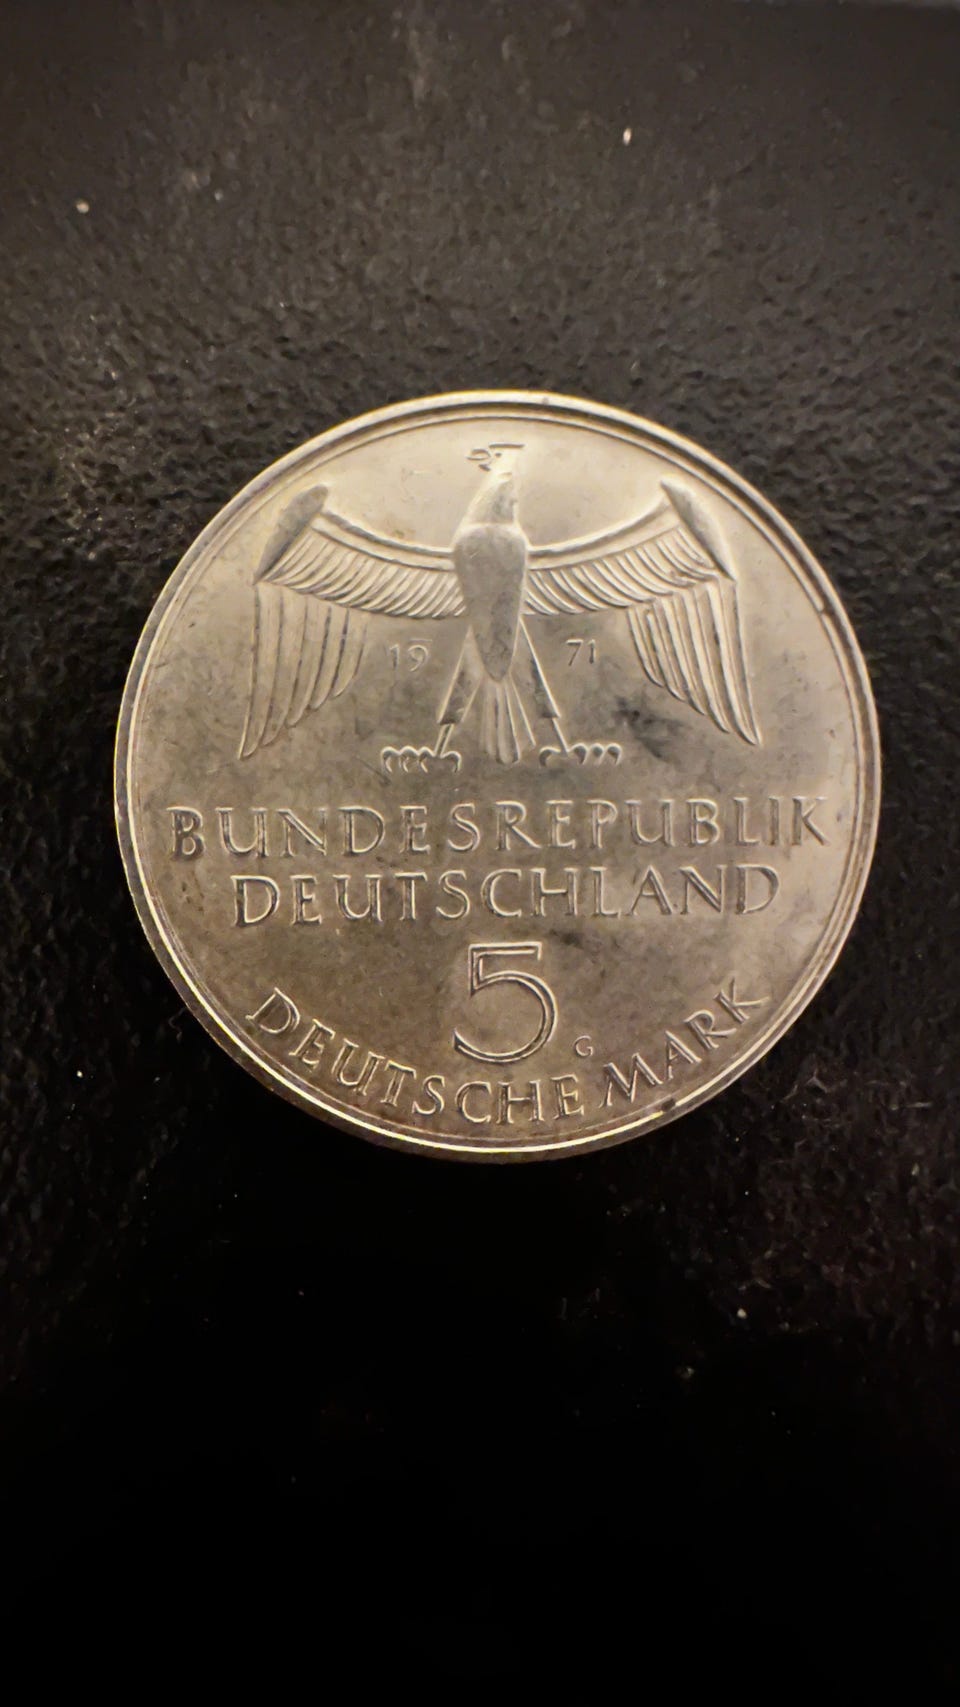 19 71
BUNDESREPUBLIK
DEUTSCHLAND
5
G
DEUTSCHE MARK